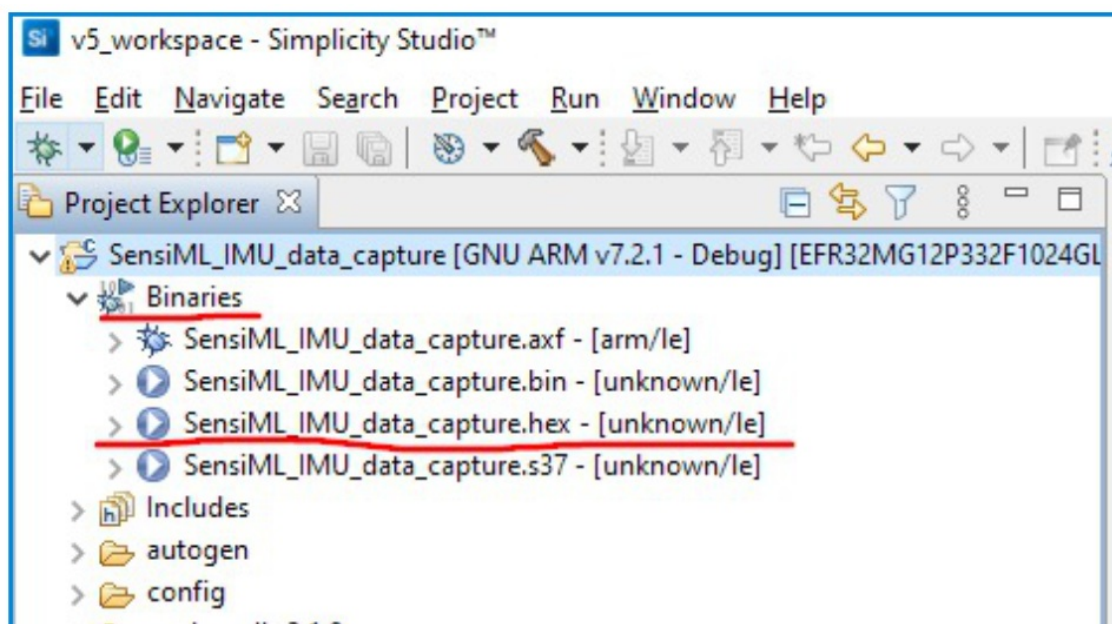 Si v5_workspace - Simplicity Studio™
File Edit Navigate Search Project Run Window Help
Project Explorer
SensiML_IMU_data_capture [GNU ARM v7.2.1 - Debug] [EFR32MG12P332F1024GL
Binaries
SensiML_IMU_data_capture.axf - [arm/le]
SensiML_IMU_data_capture.bin - [unknown/le]
SensiML_IMU_data_capture.hex - [unknown/le]
SensiML_IMU_data_capture.s37 - [unknown/le]
Includes
autogen
config